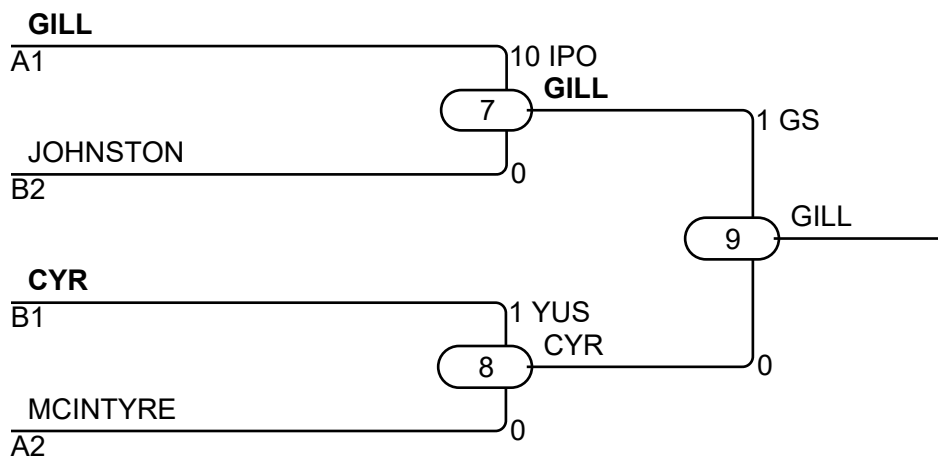 GILL
A1
10 IPO
GILL
7
1 GS
JOHNSTON
B2
0
GILL
9
CYR
B1
1 YUS
CYR
8
0
MCINTYRE
A2
0